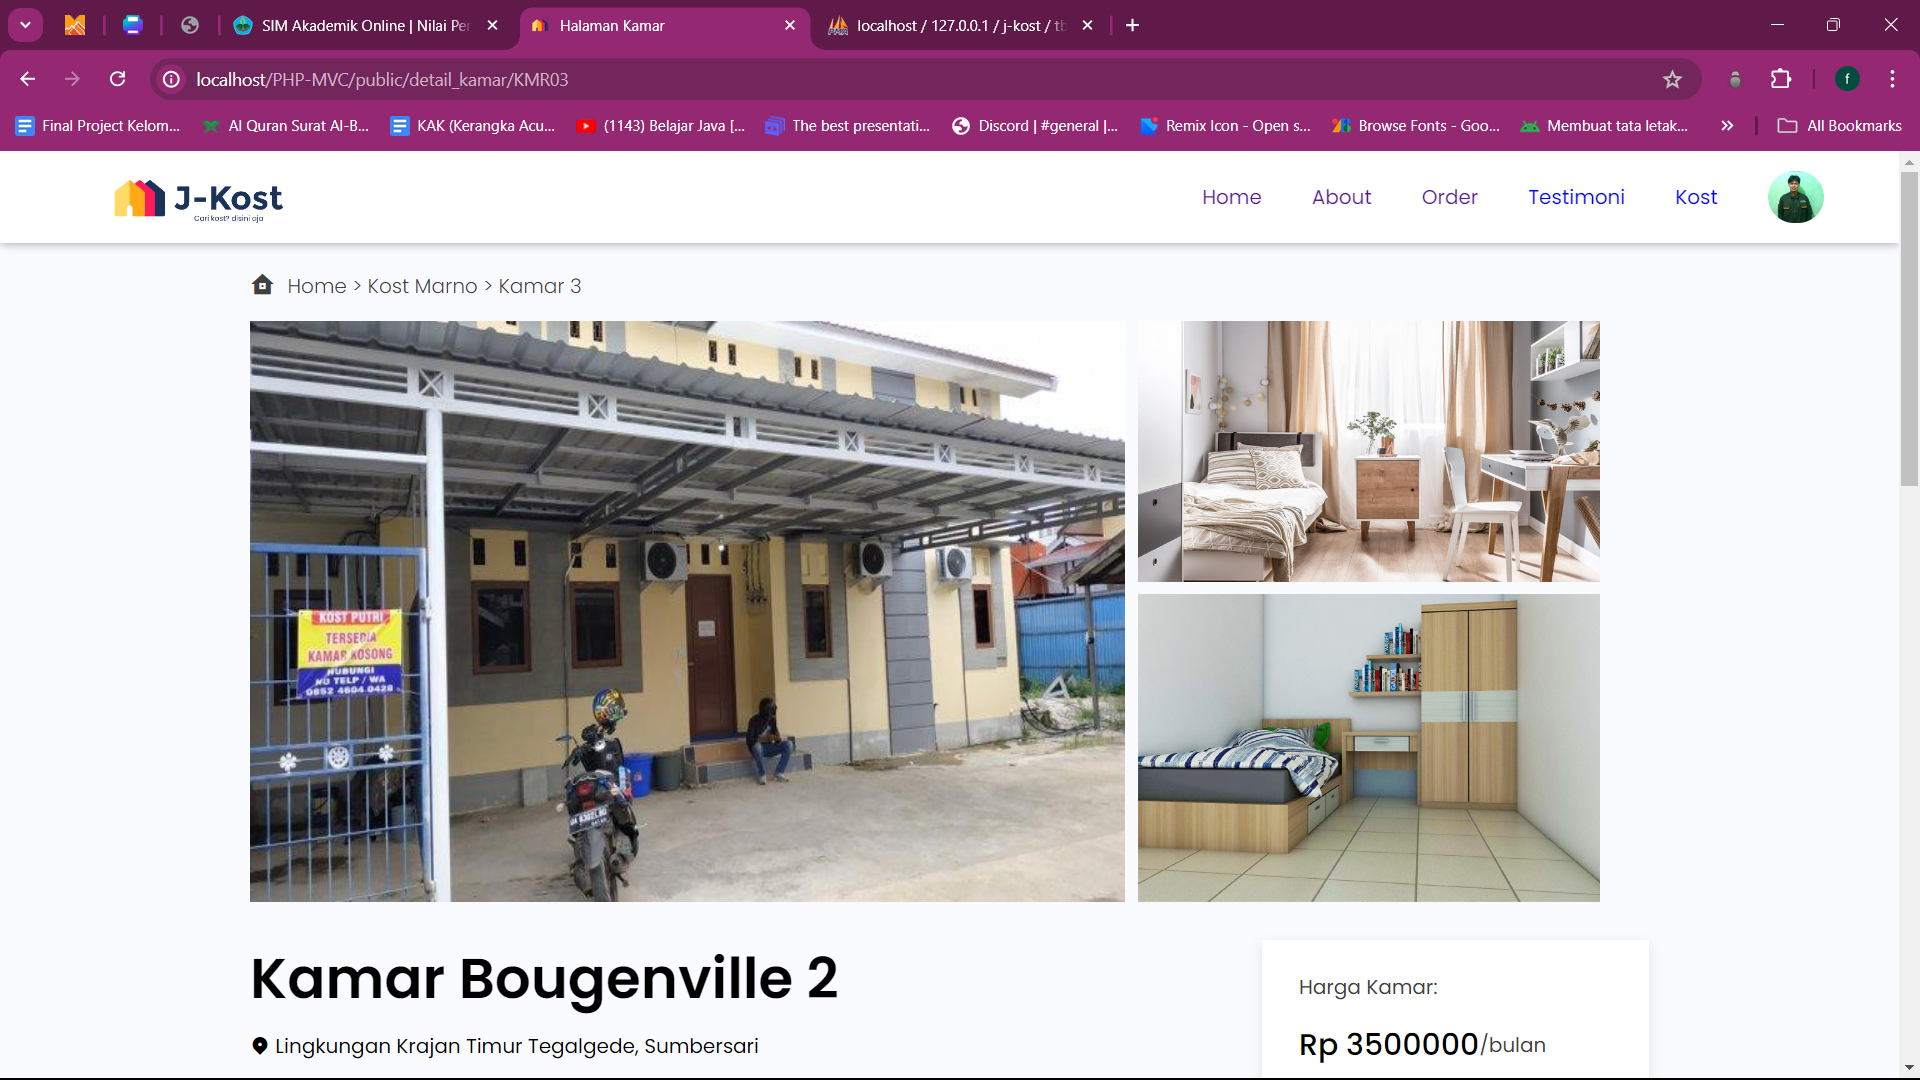 SIM Akademik Online | Nilai Per
Halaman Kamar
localhost / 127.0.0.1 / j-kost / tb
localhost/PHP-MVC/public/detail_kamar/KMR03
f
Final Project Kelom...
Al Quran Surat Al-B...
KAK (Kerangka Acu...
(1143) Belajar Java [...
The best presentati...
Discord | #general |...
Remix Icon - Open s...
Browse Fonts - Goo...
Membuat tata letak...
All Bookmarks
J-Kost
Cari kost? disini aja
Home
About
Order
Testimoni
Kost
Home > Kost Marno > Kamar 3
KOST PUTRI
TERSEDIA
KAMAR KOSONG
HUBUNGI
NO TELP / WA
0852 4604 0428
Kamar Bougenville 2
Lingkungan Krajan Timur Tegalgede, Sumbersari
Harga Kamar:
Rp 3500000/bulan